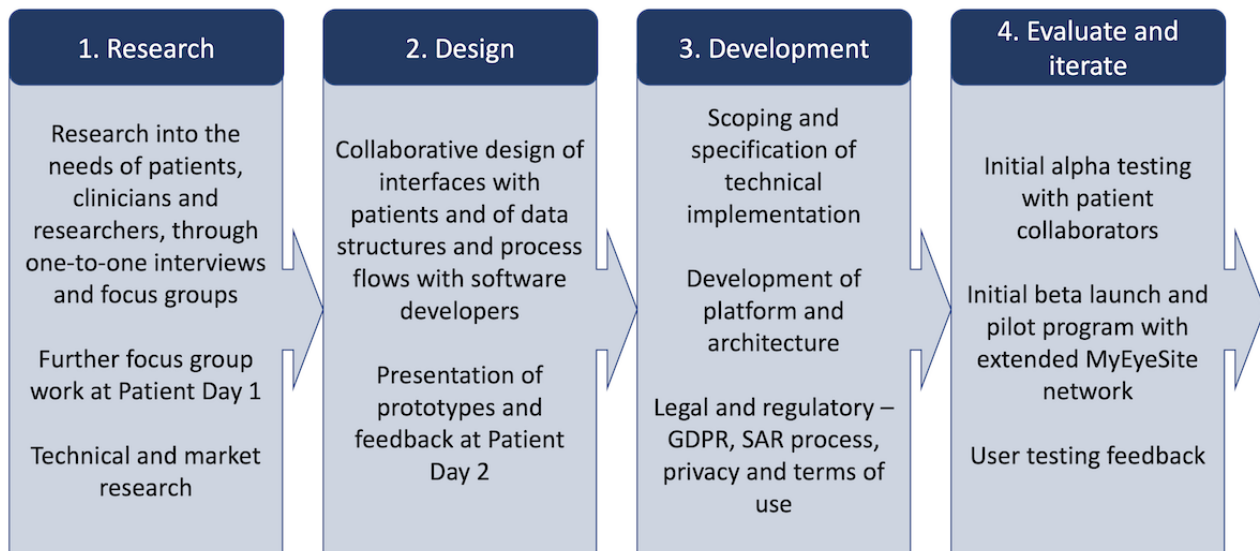 1. Research
Research into the
needs of patients,
clinicians and
researchers, through
one-to-one interviews
and focus groups
Further focus group
work at Patient Day 1
Technical and market
research
2. Design
Collaborative design of
interfaces with
patients and of data
structures and process
flows with software
developers
Presentation of
prototypes and
feedback at Patient
Day 2
3. Development
Scoping and
specification of
technical
implementation
Development of
platform and
architecture
Legal and regulatory –
GDPR, SAR process,
privacy and terms of
use
4. Evaluate and
iterate
Initial alpha testing
with patient
collaborators
Initial beta launch and
pilot program with
extended MyEyeSite
network
User testing feedback